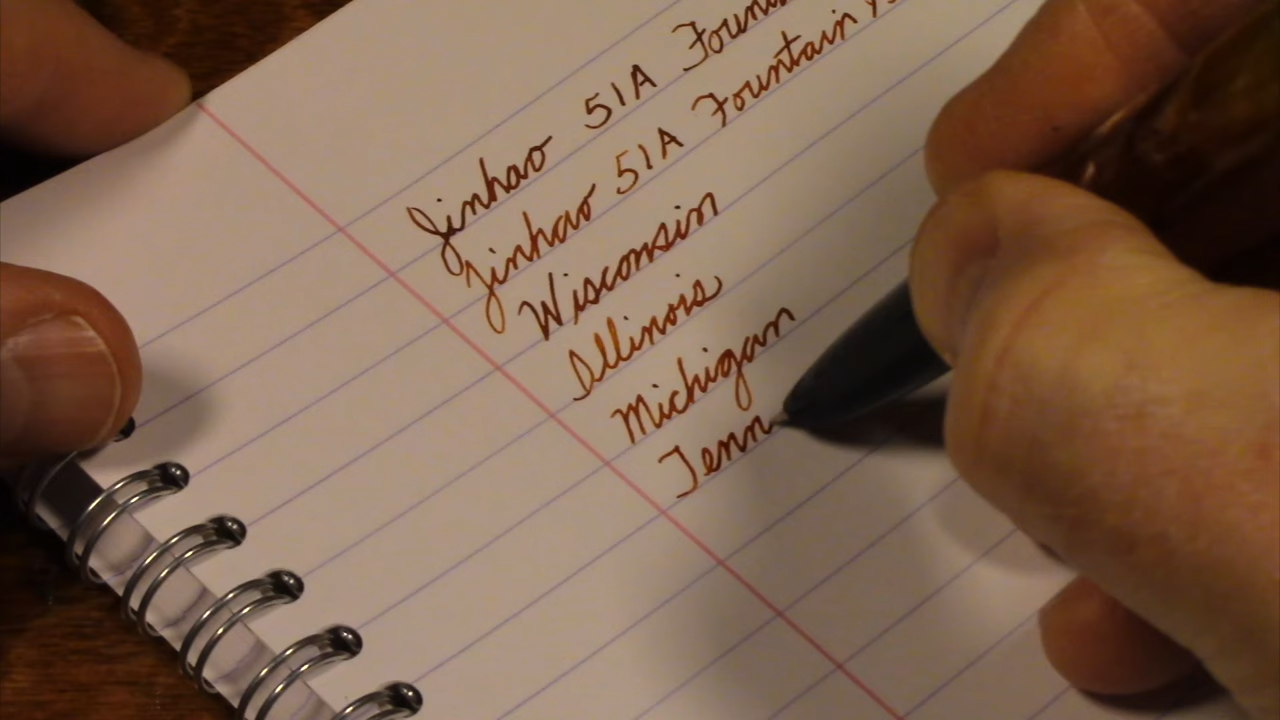 Jinhao 51A
Jinhao 51A Fountain
Wisconsin
Illinois
Michigan
Tenn